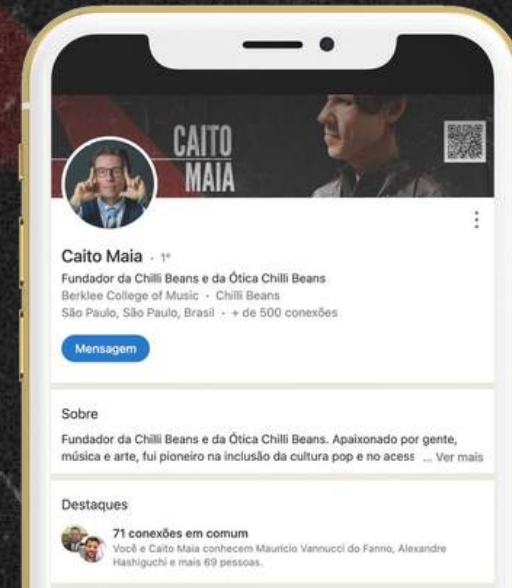 CAITO
MAIA
Caito Maia · 1º
Fundador da Chilli Beans e da Ótica Chilli Beans
Berklee College of Music · Chilli Beans
São Paulo, São Paulo, Brasil · + de 500 conexões
Mensagem
Sobre
Fundador da Chilli Beans e da Ótica Chilli Beans. Apaixonado por gente,
música e arte, fui pioneiro na inclusão da cultura pop e no acess ... Ver mais
Destaques
71 conexões em comum
Você e Caito Maia conhecem Mauricio Vannucci do Fanno, Alexandre
Hashiguchi e mais 69 pessoas.